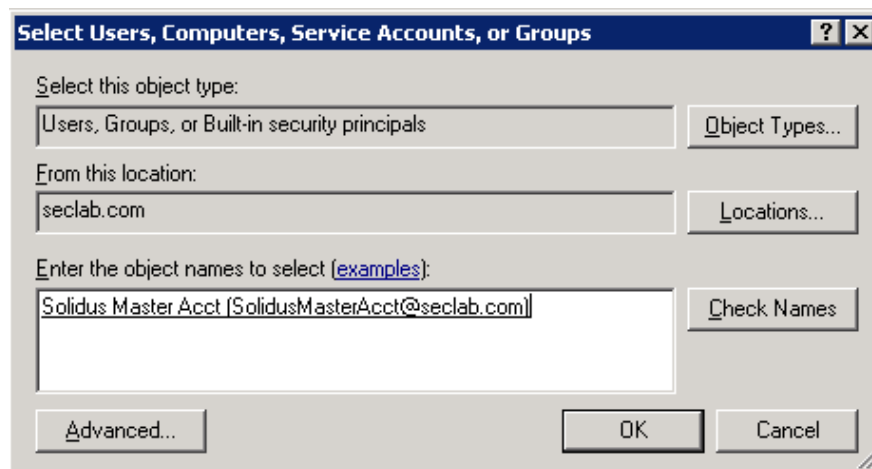 Select Users, Computers, Service Accounts, or Groups
Select this object type:
Users, Groups, or Built-in security principals
Object Types...
From this location:
seclab.com
Locations...
Enter the object names to select (examples):
Solidus Master Acct (SolidusMasterAcct@seclab.com)
Check Names
Advanced...
OK
Cancel